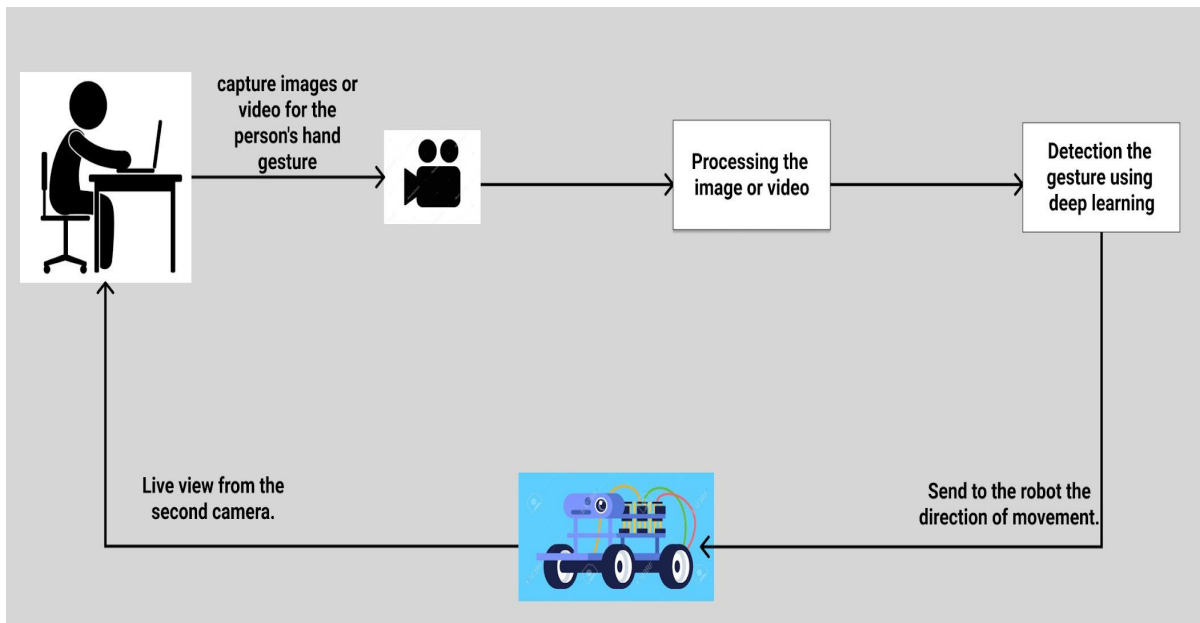 capture images or
video for the
person's hand
gesture
Processing the
image or video
Detection the
gesture using
deep learning
Live view from the
second camera.
Send to the robot the
direction of movement.